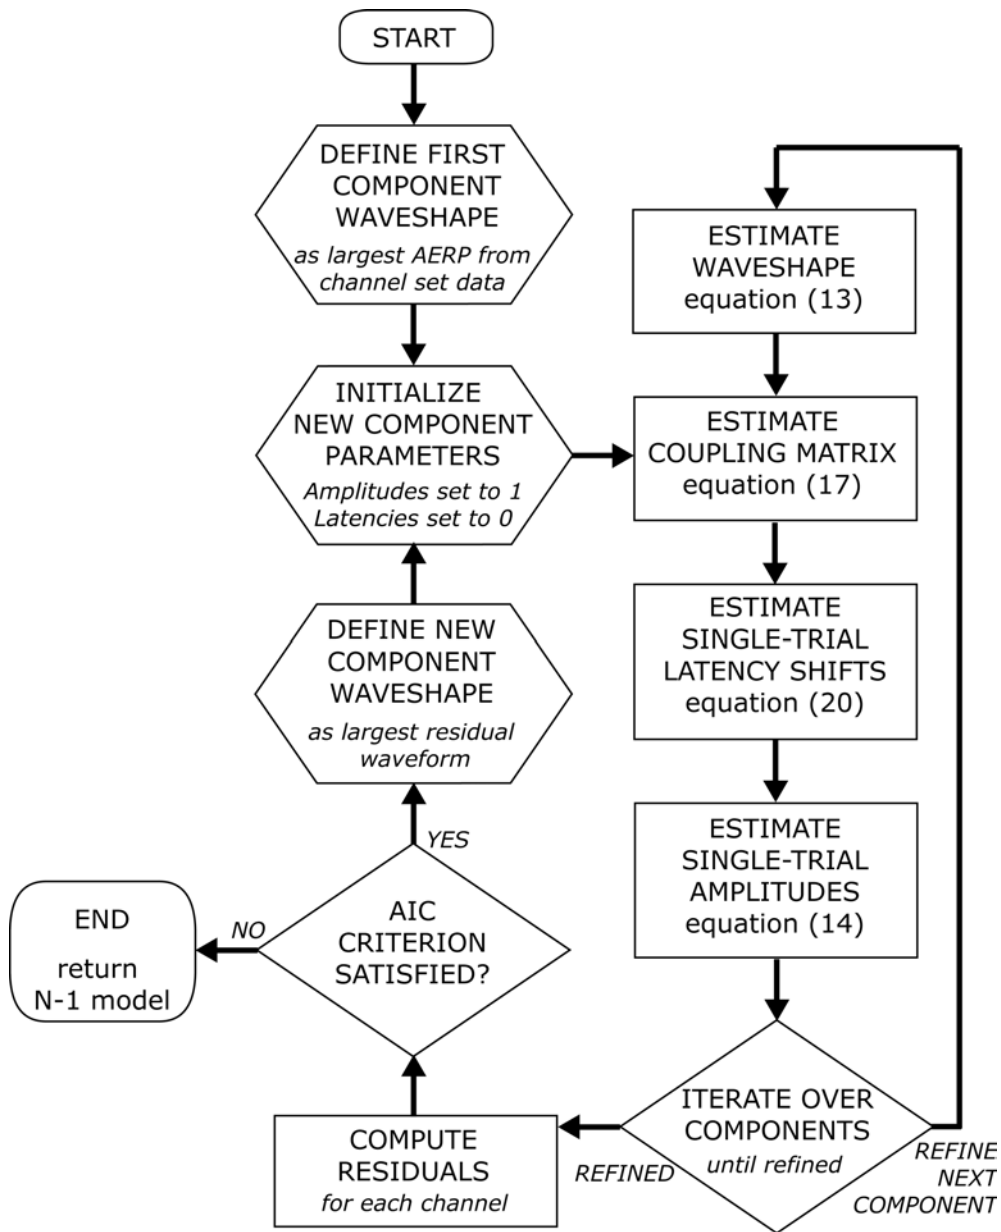 START
DEFINE FIRST
COMPONENT
WAVESHAPE
as largest AERP from
channel set data
INITIALIZE
NEW COMPONENT
PARAMETERS
Amplitudes set to 1
Latencies set to 0
DEFINE NEW
COMPONENT
WAVESHAPE
as largest residual
waveform
YES
AIC
CRITERION
SATISFIED?
NO
END
return
N-1 model
COMPUTE
RESIDUALS
for each channel
ESTIMATE
WAVESHAPE
equation (13)
ESTIMATE
COUPLING MATRIX
equation (17)
ESTIMATE
SINGLE-TRIAL
LATENCY SHIFTS
equation (20)
ESTIMATE
SINGLE-TRIAL
AMPLITUDES
equation (14)
ITERATE OVER
COMPONENTS
until refined
REFINED
REFINE
NEXT
COMPONENT